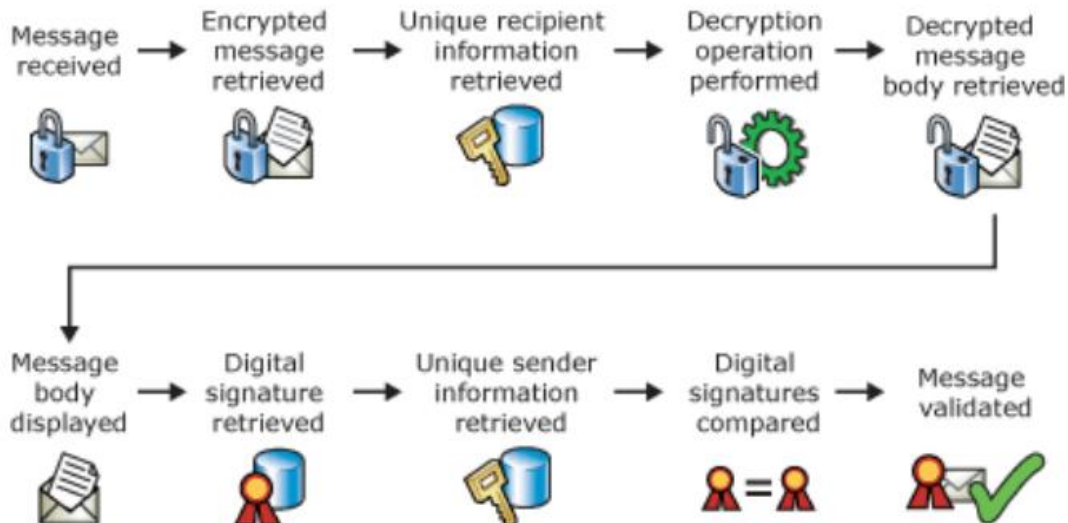 Message
received
Encrypted
message
retrieved
Unique recipient
information
retrieved
Decryption
operation
performed
Decrypted
message
body retrieved
Message
body
displayed
Digital
signature
retrieved
Unique sender
information
retrieved
Digital
signatures
compared
Message
validated